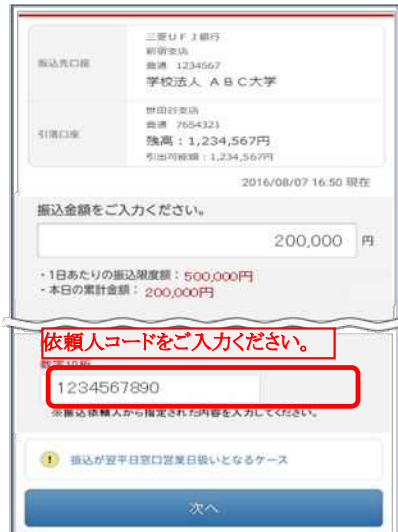 振込先口座
三菱UFJ銀行
新宿支店
普通 1234567
学校法人 ABC大学
引落口座
世田谷支店
普通 7654321
残高：1,234,567円
引出可能額：1,234,567円
2016/08/07 16:50 現在
振込金額をご入力ください。
200,000 円
・1日あたりの振込限度額：500,000円
・本日の累計金額：200,000円
依頼人コードをご入力ください。
数字10桁
1234567890
※振込依頼人から指定された内容を入力してください。
振込が翌平日窓口営業日扱いとなるケース
次へ